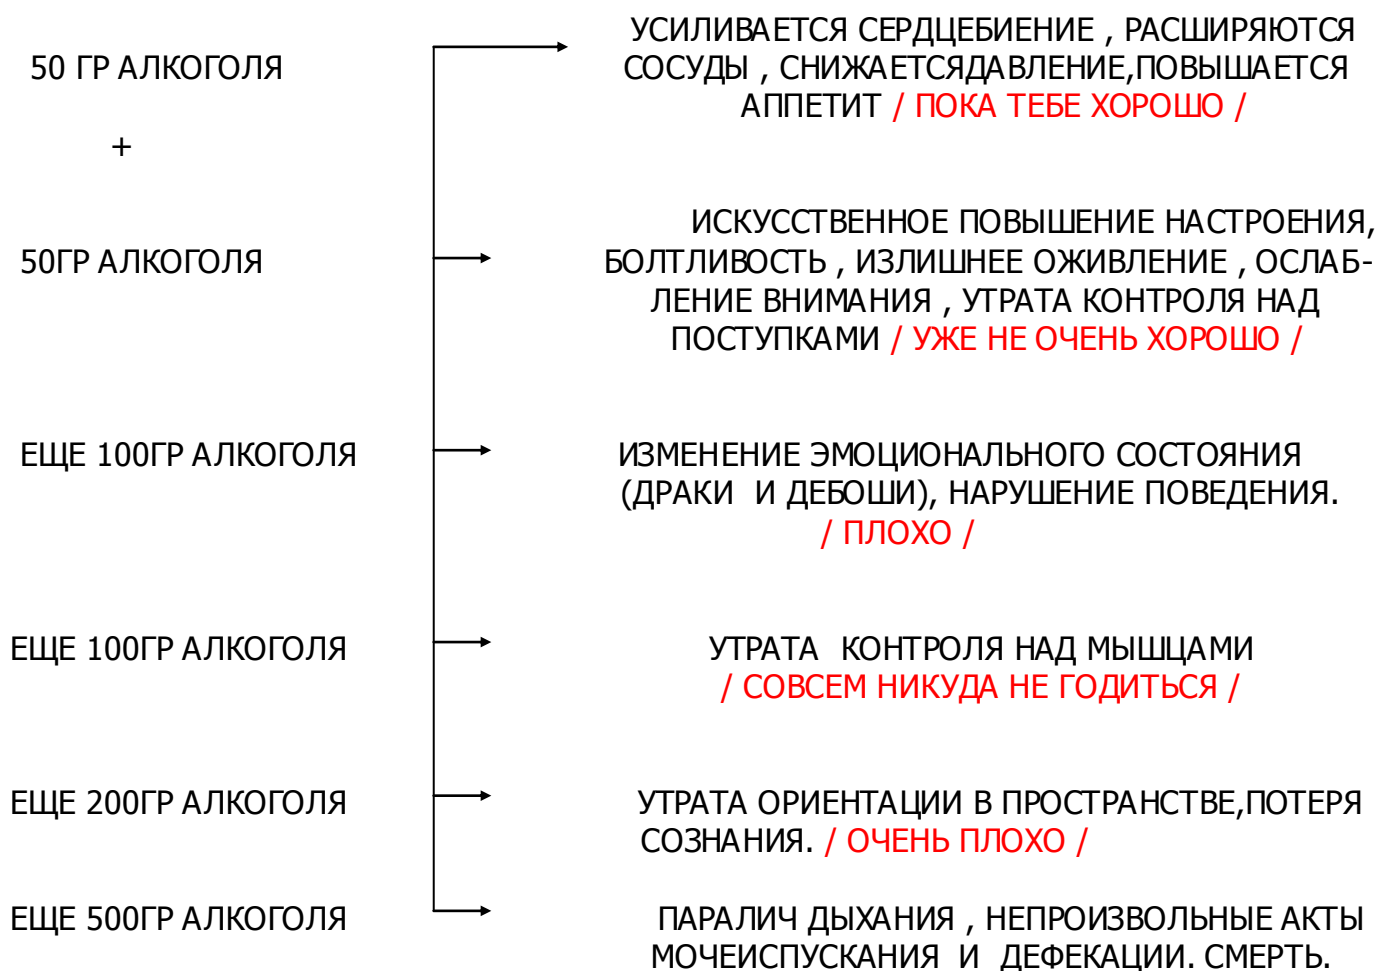 50 ГР АЛКОГОЛЯ
УСИЛИВАЕТСЯ СЕРДЦЕБИЕНИЕ , РАСШИРЯЮТСЯ
СОСУДЫ , СНИЖАЕТСЯДАВЛЕНИЕ,ПОВЫШАЕТСЯ
АППЕТИТ / ПОКА ТЕБЕ ХОРОШО /
+
50ГР АЛКОГОЛЯ
ИСКУССТВЕННОЕ ПОВЫШЕНИЕ НАСТРОЕНИЯ,
БОЛТЛИВОСТЬ , ИЗЛИШНЕЕ ОЖИВЛЕНИЕ , ОСЛАБ-
ЛЕНИЕ ВНИМАНИЯ , УТРАТА КОНТРОЛЯ НАД
ПОСТУПКАМИ / УЖЕ НЕ ОЧЕНЬ ХОРОШО /
ЕЩЕ 100ГР АЛКОГОЛЯ
ИЗМЕНЕНИЕ ЭМОЦИОНАЛЬНОГО СОСТОЯНИЯ
(ДРАКИ И ДЕБОШИ), НАРУШЕНИЕ ПОВЕДЕНИЯ.
/ ПЛОХО /
ЕЩЕ 100ГР АЛКОГОЛЯ
УТРАТА КОНТРОЛЯ НАД МЫШЦАМИ
/ СОВСЕМ НИКУДА НЕ ГОДИТЬСЯ /
ЕЩЕ 200ГР АЛКОГОЛЯ
УТРАТА ОРИЕНТАЦИИ В ПРОСТРАНСТВЕ,ПОТЕРЯ
СОЗНАНИЯ. / ОЧЕНЬ ПЛОХО /
ЕЩЕ 500ГР АЛКОГОЛЯ
ПАРАЛИЧ ДЫХАНИЯ , НЕПРОИЗВОЛЬНЫЕ АКТЫ
МОЧЕИСПУСКАНИЯ И ДЕФЕКАЦИИ. СМЕРТЬ.